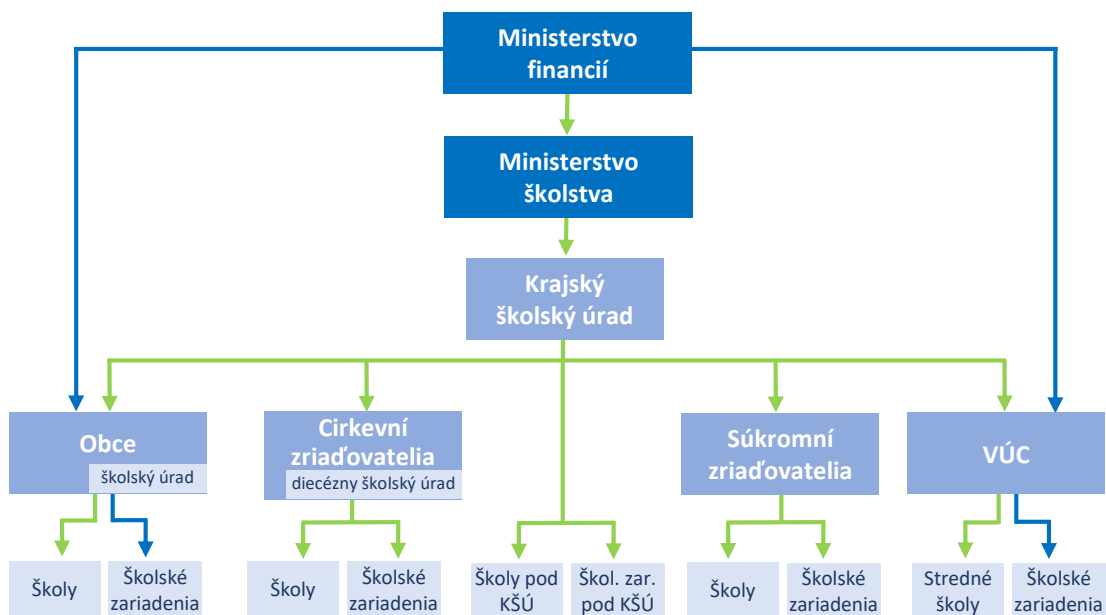 Ministerstvo
financií
Ministerstvo
školstva
Krajský
školský úrad
Obce
školský úrad
Cirkevní
zriaďovatelia
diecézny školský úrad
Súkromní
zriaďovatelia
VÚC
Školy
Školské
zariadenia
Školy
Školské
zariadenia
Školy pod
KŠÚ
Škol. zar.
pod KŠÚ
Školy
Školské
zariadenia
Stredné
školy
Školské
zariadenia